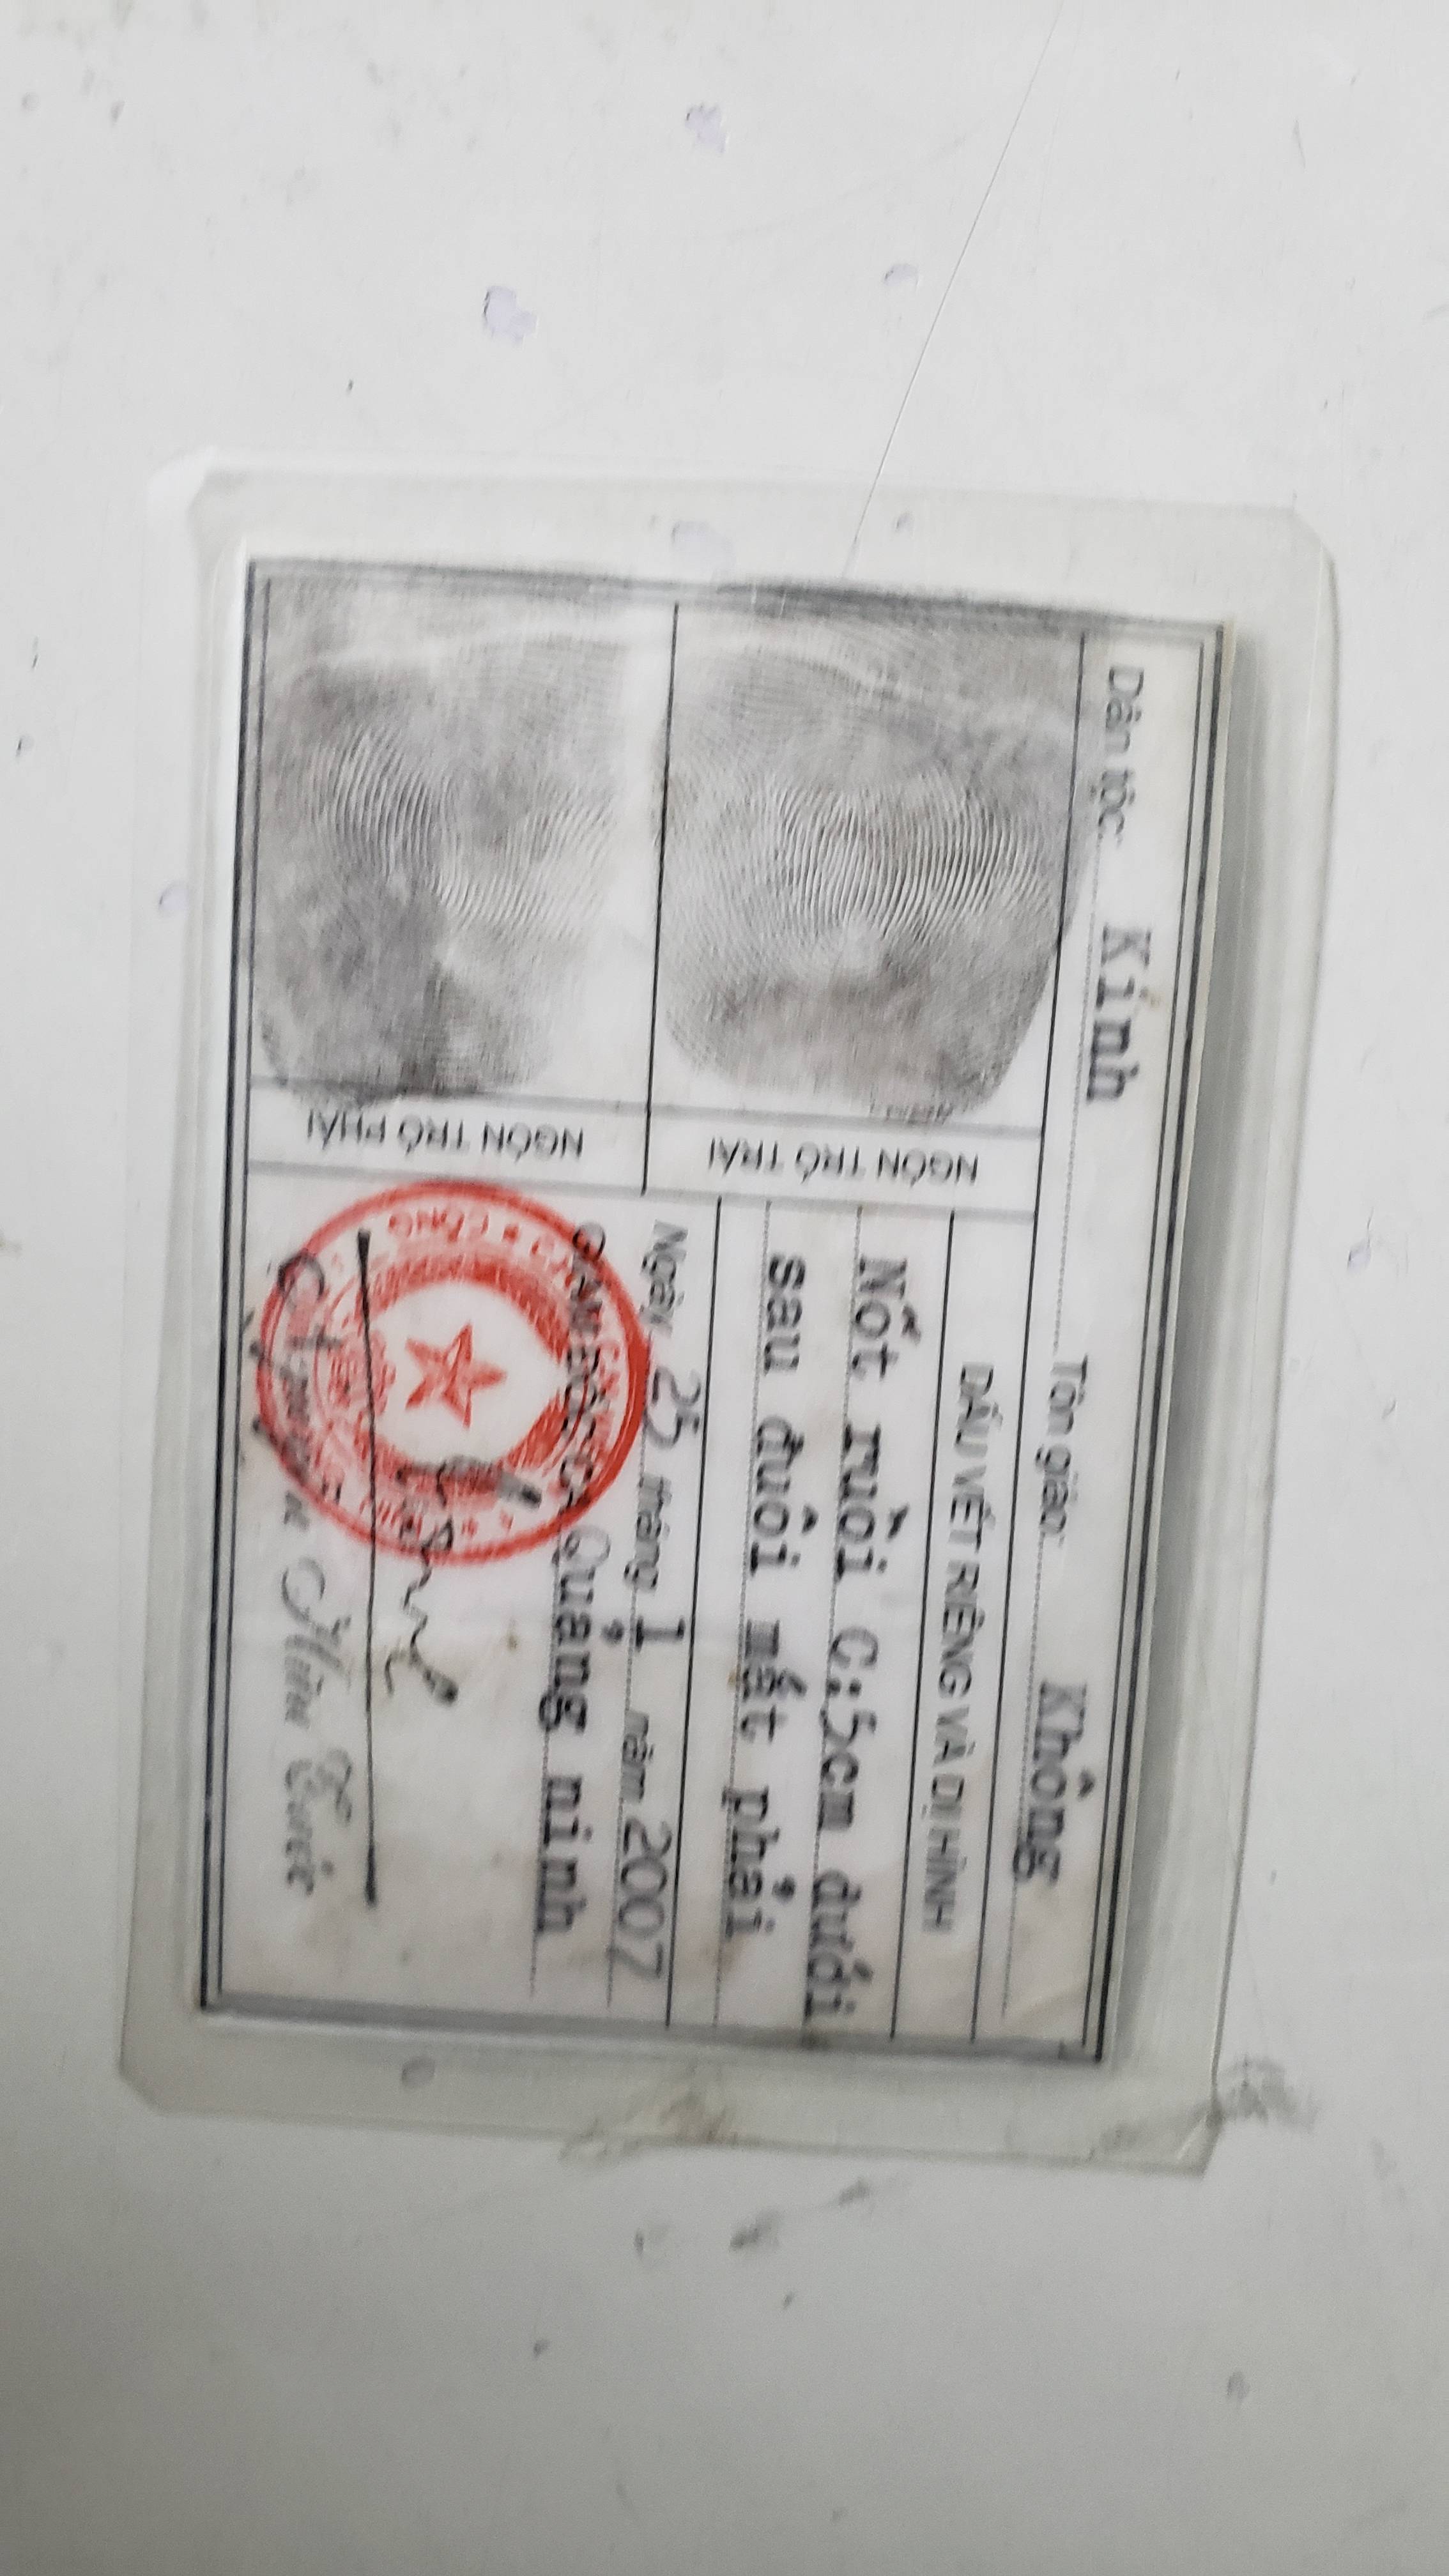 Dân tộc: Kinh Tôn giáo: Không
NGÓN TRỎ TRÁI
NGÓN TRỎ PHẢI
DẤU VẾT RIÊNG VÀ DỊ HÌNH
Nốt ruồi C:5cm dưới
sau đuôi mắt phải
Ngày 25 tháng 1 năm 2007
GIÁM ĐỐC CA Quảng ninh
Nguyễn Hữu Tước